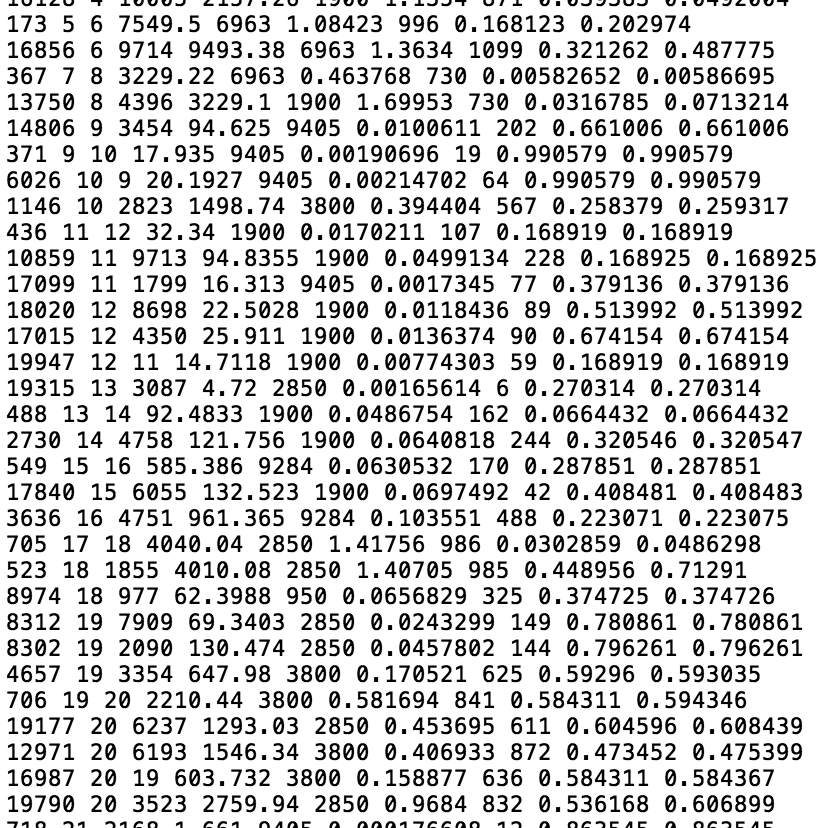 173 5 6 7549.5 6963 1.08423 996 0.168123 0.202974
16856 6 9714 9493.38 6963 1.3634 1099 0.321262 0.487775
367 7 8 3229.22 6963 0.463768 730 0.00582652 0.00586695
13750 8 4396 3229.1 1900 1.69953 730 0.0316785 0.0713214
14806 9 3454 94.625 9405 0.0100611 202 0.661006 0.661006
371 9 10 17.935 9405 0.00190696 19 0.990579 0.990579
6026 10 9 20.1927 9405 0.00214702 64 0.990579 0.990579
1146 10 2823 1498.74 3800 0.394404 567 0.258379 0.259317
436 11 12 32.34 1900 0.0170211 107 0.168919 0.168919
10859 11 9713 94.8355 1900 0.0499134 228 0.168925 0.168925
17099 11 1799 16.313 9405 0.0017345 77 0.379136 0.379136
18020 12 8698 22.5028 1900 0.0118436 89 0.513992 0.513992
17015 12 4350 25.911 1900 0.0136374 90 0.674154 0.674154
19947 12 11 14.7118 1900 0.00774303 59 0.168919 0.168919
19315 13 3087 4.72 2850 0.00165614 6 0.270314 0.270314
488 13 14 92.4833 1900 0.0486754 162 0.0664432 0.0664432
2730 14 4758 121.756 1900 0.0640818 244 0.320546 0.320547
549 15 16 585.386 9284 0.0630532 170 0.287851 0.287851
17840 15 6055 132.523 1900 0.0697492 42 0.408481 0.408483
3636 16 4751 961.365 9284 0.103551 488 0.223071 0.223075
705 17 18 4040.04 2850 1.41756 986 0.0302859 0.0486298
523 18 1855 4010.08 2850 1.40705 985 0.448956 0.71291
8974 18 977 62.3988 950 0.0656829 325 0.374725 0.374726
8312 19 7909 69.3403 2850 0.0243299 149 0.780861 0.780861
8302 19 2090 130.474 2850 0.0457802 144 0.796261 0.796261
4657 19 3354 647.98 3800 0.170521 625 0.59296 0.593035
706 19 20 2210.44 3800 0.581694 841 0.584311 0.594346
19177 20 6237 1293.03 2850 0.453695 611 0.604596 0.608439
12971 20 6193 1546.34 3800 0.406933 872 0.473452 0.475399
16987 20 19 603.732 3800 0.158877 636 0.584311 0.584367
19790 20 3523 2759.94 2850 0.9684 832 0.536168 0.606899
718 21 2168 1.661 9405 0.000176608 12 0.863545 0.863545